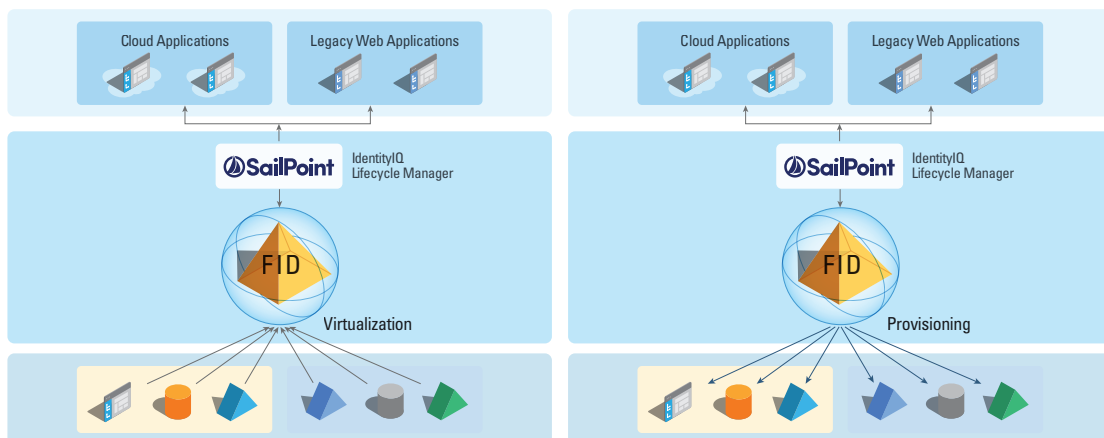 Cloud Applications
Legacy Web Applications
SailPoint
IdentityIQ
Lifecycle Manager
FID
Virtualization
Cloud Applications
Legacy Web Applications
SailPoint
IdentityIQ
Lifecycle Manager
FID
Provisioning